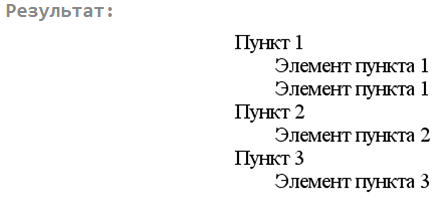 Результат:
Пункт 1
Элемент пункта 1
Элемент пункта 1
Пункт 2
Элемент пункта 2
Пункт 3
Элемент пункта 3